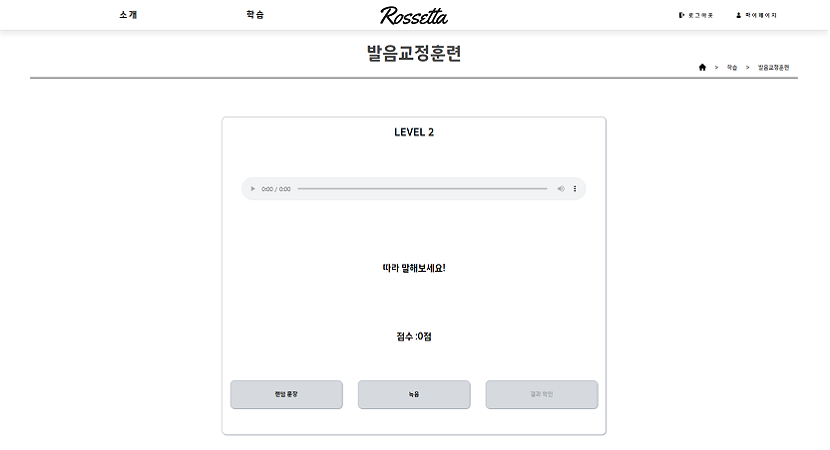 소개
학습
Rossetta
로그아웃
마이페이지
발음교정훈련
> 학습 > 발음교정훈련
LEVEL 2
0:00 / 0:00
따라 말해보세요!
점수 :0점
랜덤 문장
녹음
결과 확인